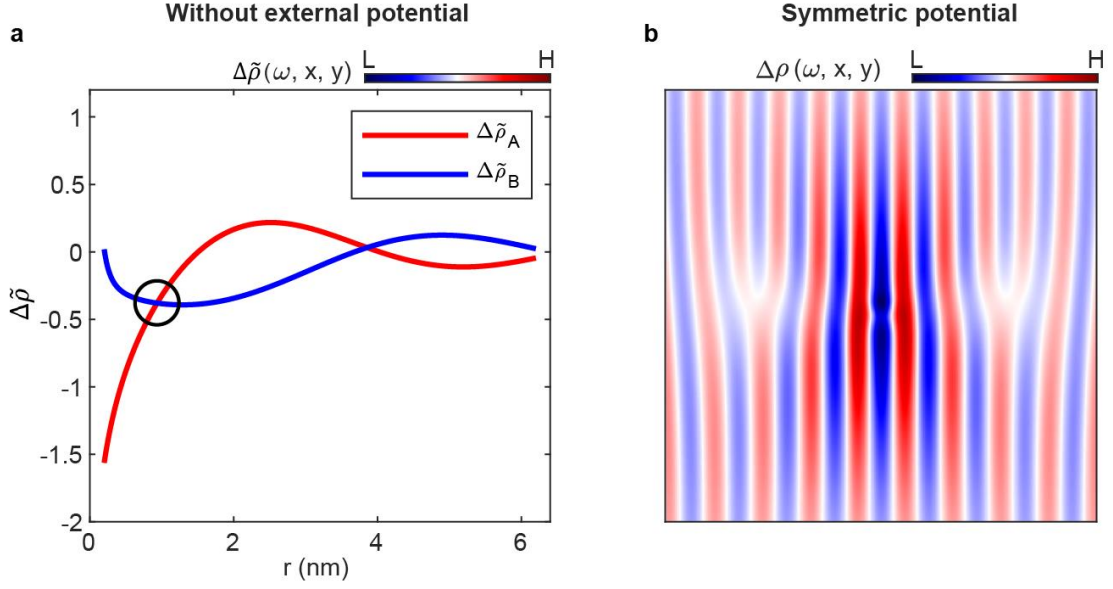 Without external potential
Symmetric potential
a
b
Δρ̃ (ω, x, y)
L
H
Δρ (ω, x, y)
L
H
Δρ̃
1
0.5
0
-0.5
-1
-1.5
-2
Δρ̃A
Δρ̃B
0
2
4
6
r (nm)